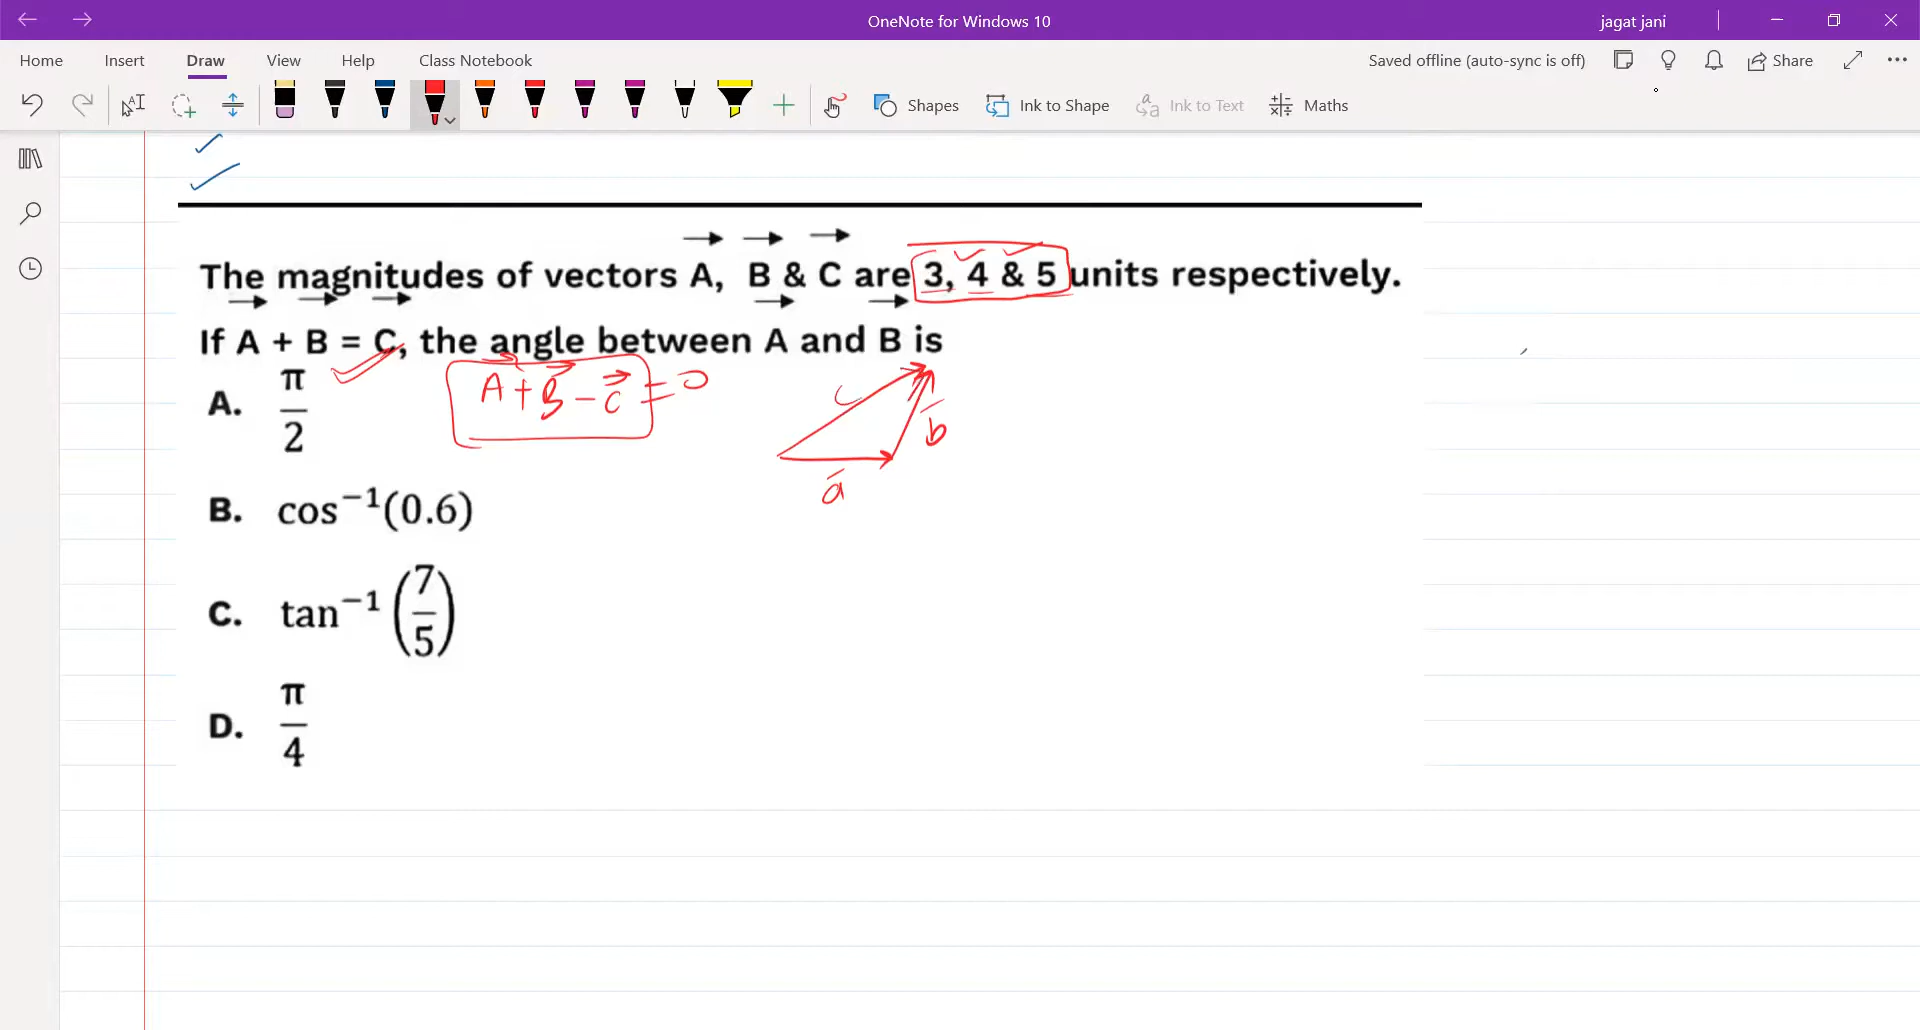 OneNote for Windows 10
jagat jani
Home Insert Draw View Help Class Notebook
Saved offline (auto-sync is off) Share
Shapes Ink to Shape Ink to Text Maths
The magnitudes of vectors A, B & C are 3, 4 & 5 units respectively.
If A + B = C, the angle between A and B is
A. π/2
A + B − C = 0
c
b
a
B. cos⁻¹(0.6)
C. tan⁻¹(7/5)
D. π/4